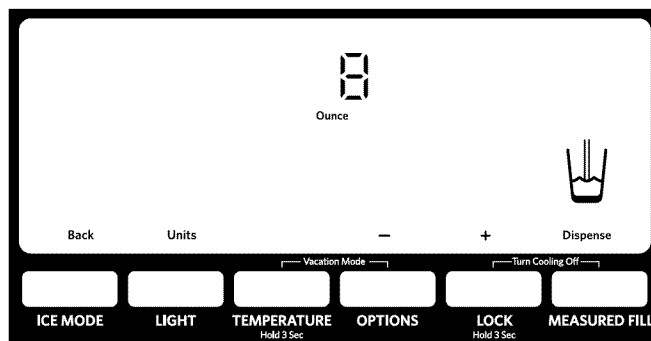 8
Ounce
Back Units − + Dispense
Vacation Mode Turn Cooling Off
ICE MODE LIGHT TEMPERATURE OPTIONS LOCK MEASURED FILL
Hold 3 Sec Hold 3 Sec